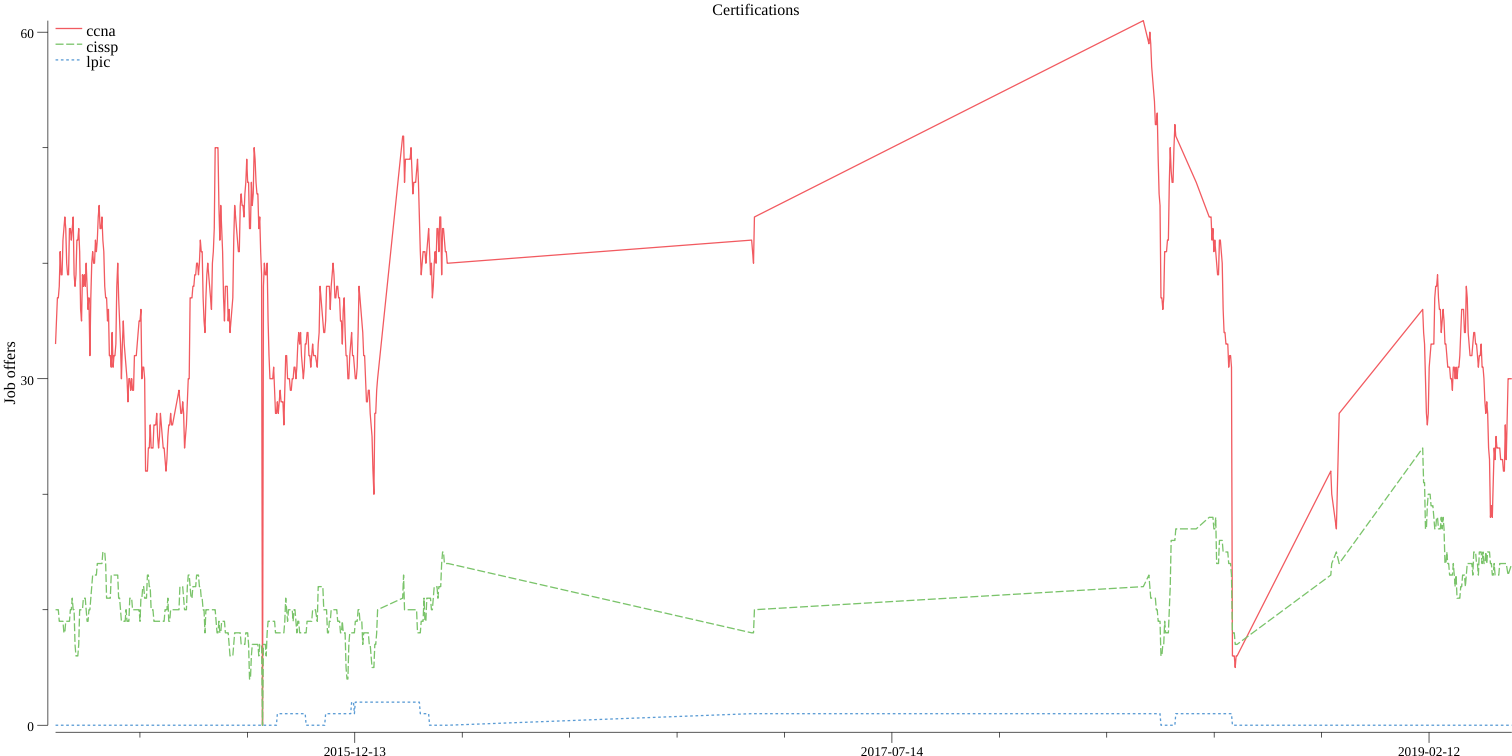 Certifications
ccna
cissp
lpic
Job offers
60
30
0
2015-12-13
2017-07-14
2019-02-12